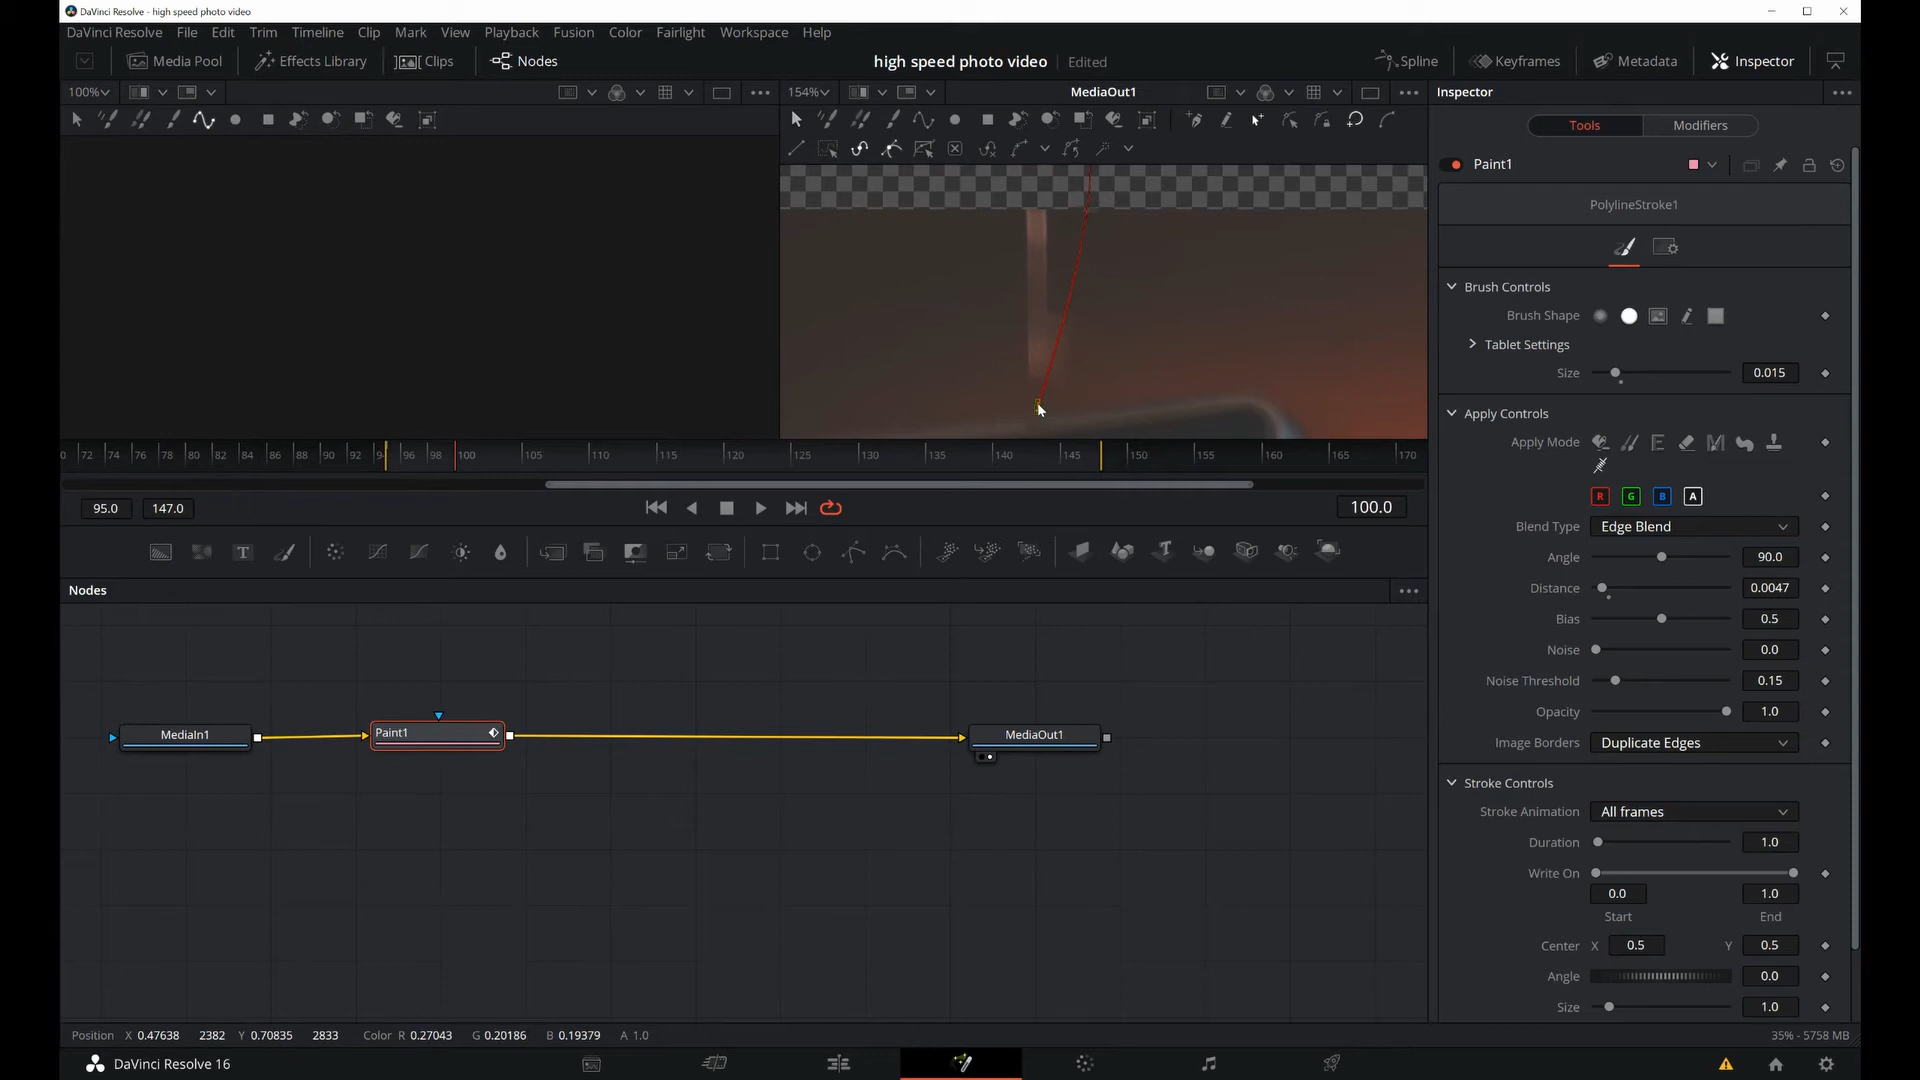 DaVinci Resolve - high speed photo video
DaVinci Resolve File Edit Trim Timeline Clip Mark View Playback Fusion Color Fairlight Workspace Help
Media Pool Effects Library Clips Nodes high speed photo video Edited Spline Keyframes Metadata Inspector
100% 154% MediaOut1 Inspector
Tools Modifiers
Paint1
PolylineStroke1
Brush Controls
Brush Shape
Tablet Settings
Size 0.015
Apply Controls
Apply Mode
72 74 76 78 80 82 84 86 88 90 92 96 98 100 105 110 115 120 125 130 135 140 145 150 155 160 165 170
R G B A
95.0 147.0 100.0
Blend Type Edge Blend
Angle 90.0
Distance 0.0047
Nodes
Bias 0.5
Noise 0.0
Noise Threshold 0.15
Opacity 1.0
Image Borders Duplicate Edges
MediaIn1 Paint1 MediaOut1
Stroke Controls
Stroke Animation All frames
Duration 1.0
Write On
0.0 1.0
Start End
Center X 0.5 Y 0.5
Angle 0.0
Size 1.0
Position X 0.47638 2382 Y 0.70835 2833 Color R 0.27043 G 0.20186 B 0.19379 A 1.0 35% - 5758 MB
DaVinci Resolve 16